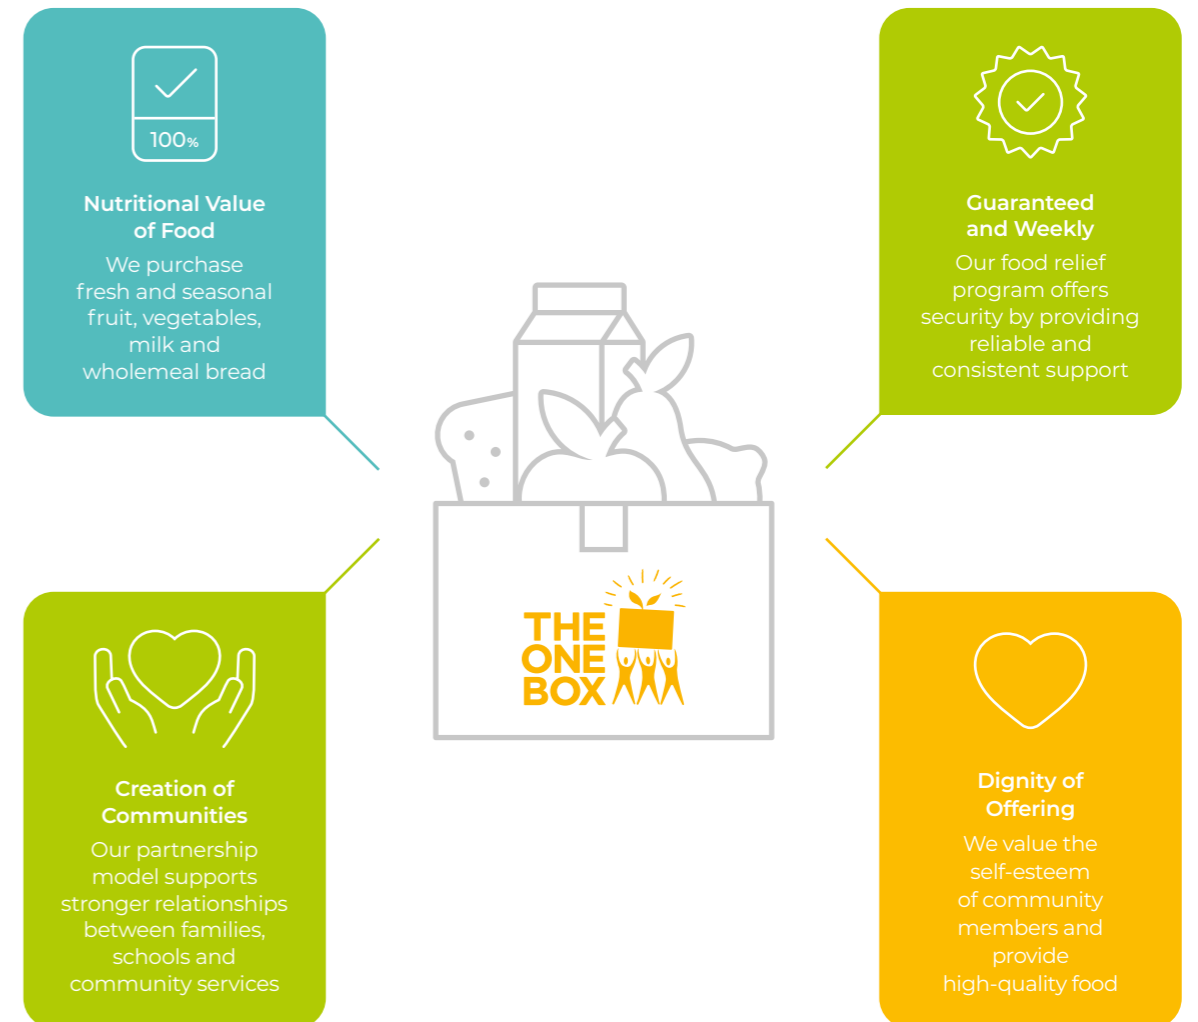 100%
Nutritional Value
of Food
We purchase
fresh and seasonal
fruit, vegetables,
milk and
wholemeal bread
Guaranteed
and Weekly
Our food relief
program offers
security by providing
reliable and
consistent support
THE
ONE
BOX
Creation of
Communities
Our partnership
model supports
stronger relationships
between families,
schools and
community services
Dignity of
Offering
We value the
self-esteem
of community
members and
provide
high-quality food